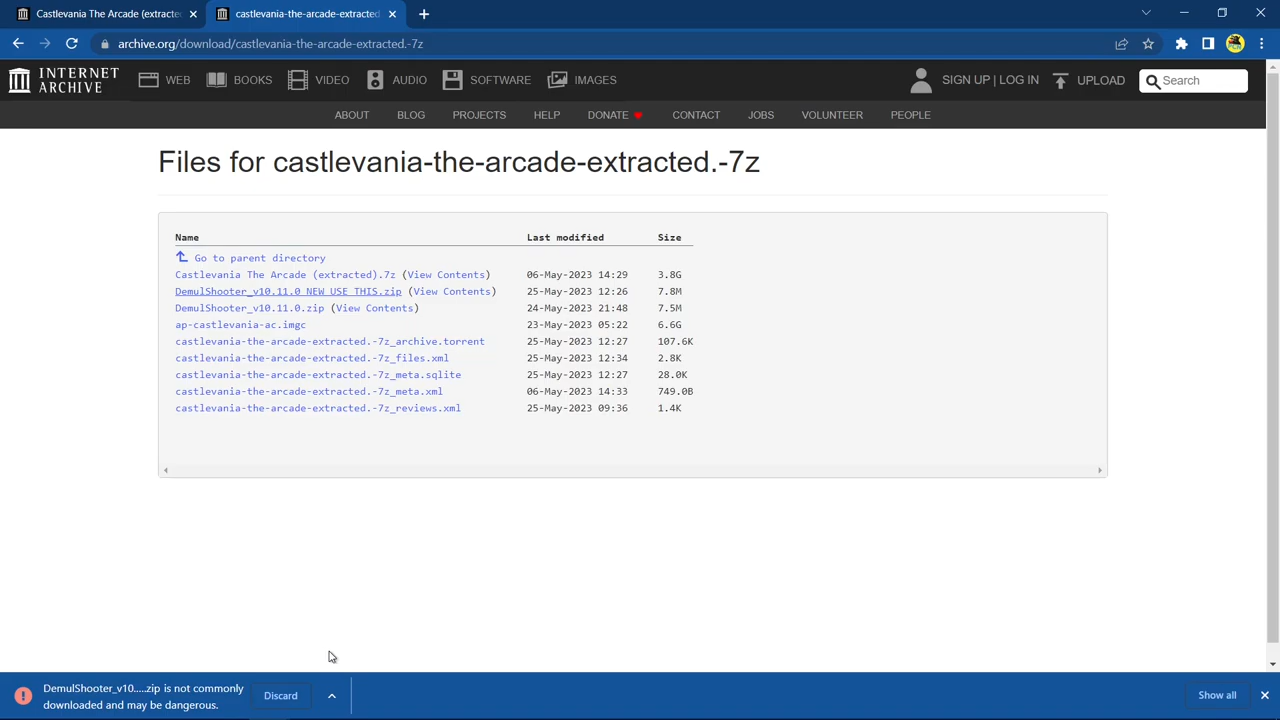 Castlevania The Arcade (extracted
castlevania-the-arcade-extracted.
archive.org/download/castlevania-the-arcade-extracted.-7z
INTERNET ARCHIVE WEB BOOKS VIDEO AUDIO SOFTWARE IMAGES SIGN UP | LOG IN UPLOAD Search
ABOUT BLOG PROJECTS HELP DONATE CONTACT JOBS VOLUNTEER PEOPLE
Files for castlevania-the-arcade-extracted.-7z
Name Last modified Size
Go to parent directory
Castlevania The Arcade (extracted).7z (View Contents) 06-May-2023 14:29 3.8G
DemulShooter_v10.11.0 NEW USE THIS.zip (View Contents) 25-May-2023 12:26 7.8M
DemulShooter_v10.11.0.zip (View Contents) 24-May-2023 21:48 7.5M
ap-castlevania-ac.imgc 23-May-2023 05:22 6.6G
castlevania-the-arcade-extracted.-7z_archive.torrent 25-May-2023 12:27 107.6K
castlevania-the-arcade-extracted.-7z_files.xml 25-May-2023 12:34 2.8K
castlevania-the-arcade-extracted.-7z_meta.sqlite 25-May-2023 12:27 28.0K
castlevania-the-arcade-extracted.-7z_meta.xml 06-May-2023 14:33 749.0B
castlevania-the-arcade-extracted.-7z_reviews.xml 25-May-2023 09:36 1.4K
DemulShooter_v10.....zip is not commonly
downloaded and may be dangerous.
Discard
Show all